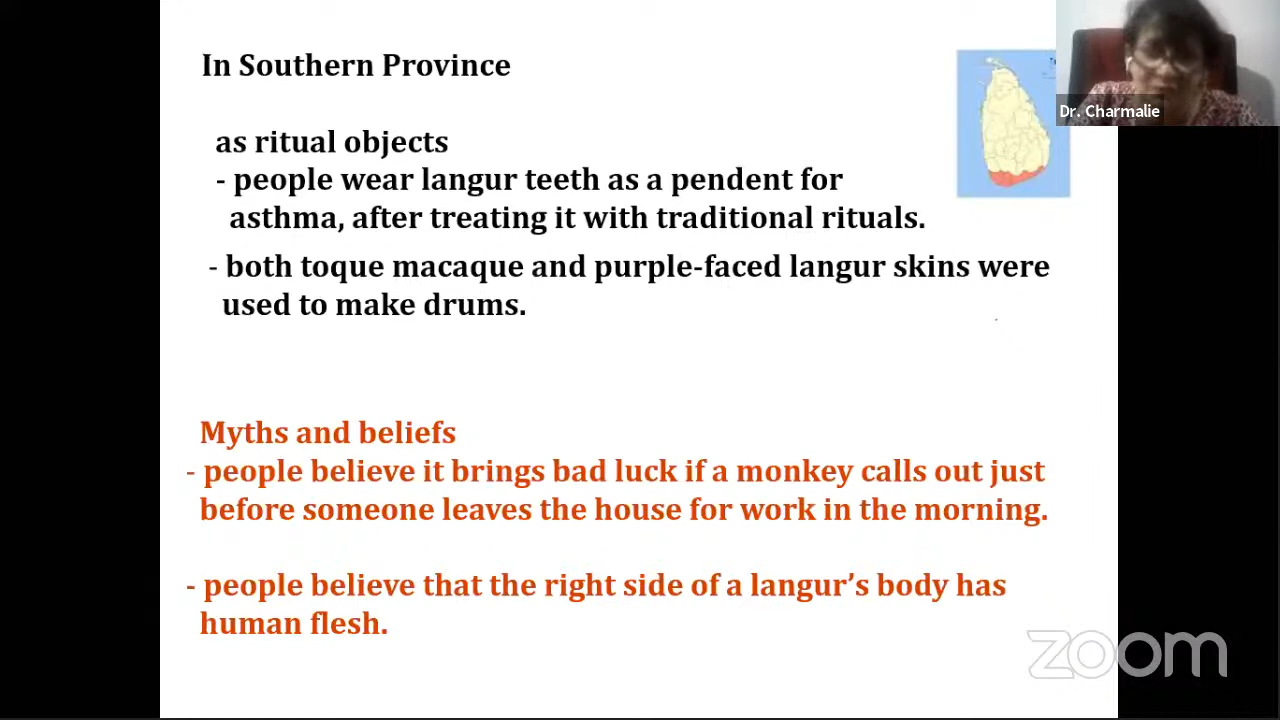 In Southern Province
Dr. Charmalie
as ritual objects
- people wear langur teeth as a pendent for
asthma, after treating it with traditional rituals.
- both toque macaque and purple-faced langur skins were
used to make drums.
Myths and beliefs
- people believe it brings bad luck if a monkey calls out just
before someone leaves the house for work in the morning.
- people believe that the right side of a langur’s body has
human flesh.
zoom